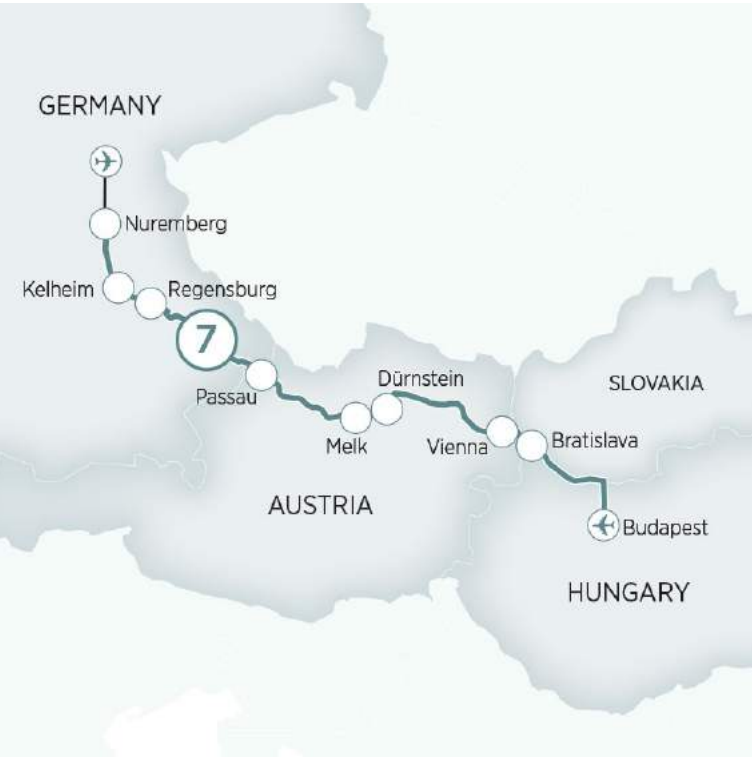 GERMANY
Nuremberg
Kelheim
Regensburg
7
Passau
Dürnstein
Melk
SLOVAKIA
Vienna
Bratislava
AUSTRIA
Budapest
HUNGARY